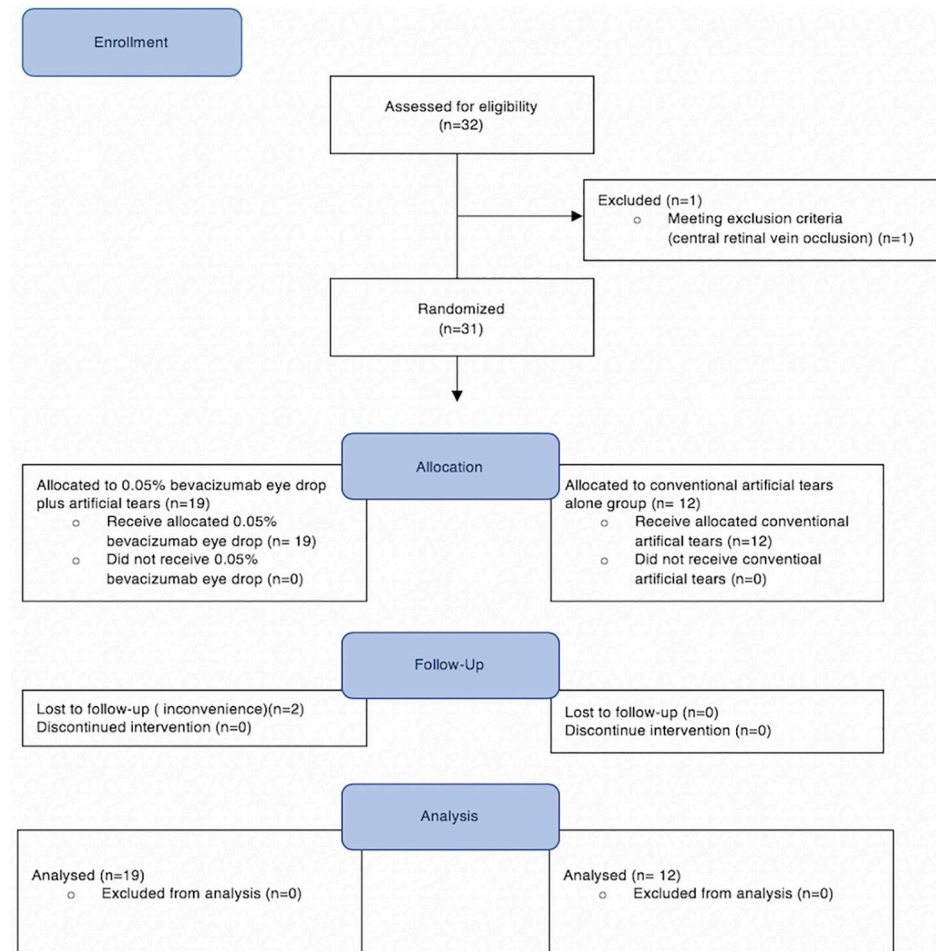 Enrollment
Assessed for eligibility
(n=32)
Excluded (n=1)
○ Meeting exclusion criteria
(central retinal vein occlusion) (n=1)
Randomized
(n=31)
Allocation
Allocated to 0.05% bevacizumab eye drop
plus artificial tears (n=19)
○ Receive allocated 0.05%
bevacizumab eye drop (n= 19)
○ Did not receive 0.05%
bevacizumab eye drop (n=0)
Allocated to conventional artificial tears
alone group (n= 12)
○ Receive allocated conventional
artifical tears (n=12)
○ Did not receive conventioal
artificial tears (n=0)
Follow-Up
Lost to follow-up ( inconvenience)(n=2)
Discontinued intervention (n=0)
Lost to follow-up (n=0)
Discontinue intervention (n=0)
Analysis
Analysed (n=19)
○ Excluded from analysis (n=0)
Analysed (n= 12)
○ Excluded from analysis (n=0)